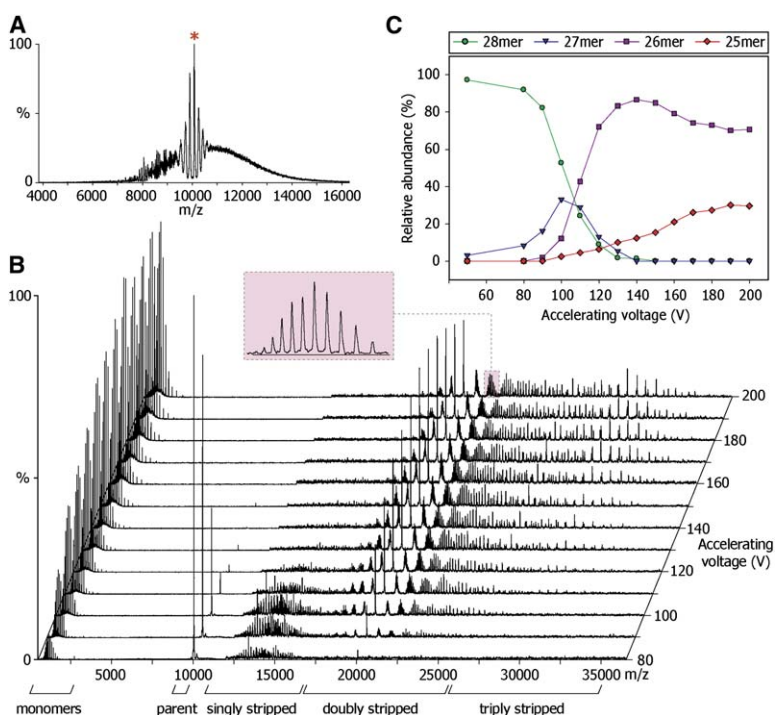 A
*
100
%
0
4000 6000 8000 10000 12000 14000 16000
m/z
C
28mer 27mer 26mer 25mer
Relative abundance (%)
100
80
60
40
20
0
60 80 100 120 140 160 180 200
Accelerating voltage (V)
B
100
%
0
5000 10000 15000 20000 25000 30000 35000 m/z
200
180
160
140
120
100
80
Accelerating
voltage (V)
monomers parent singly stripped doubly stripped triply stripped